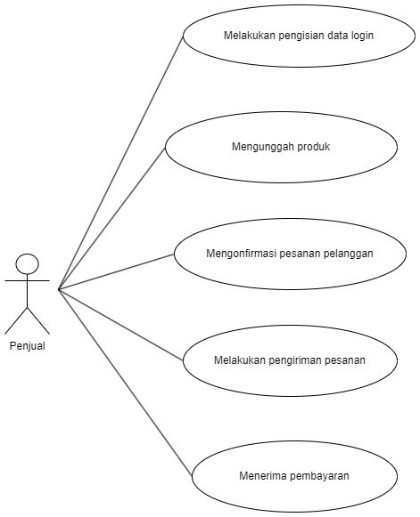 Melakukan pengisian data login
Mengunggah produk
Mengonfirmasi pesanan pelanggan
Penjual
Melakukan pengiriman pesanan
Menerima pembayaran